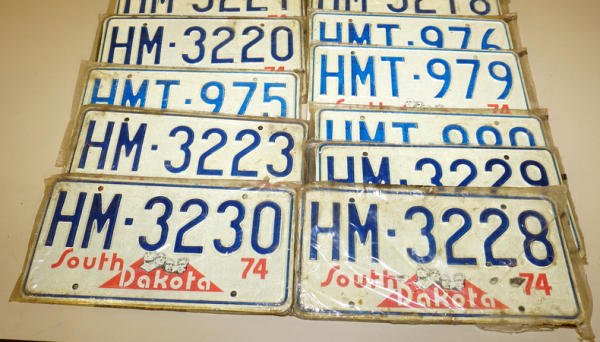 HM·3220
74
HMT·976
HMT·979
South
74
HMT·975
HM·3223
HM·3229
HM·3230
South 74
Dakota
HM·3228
South 74
Dakota